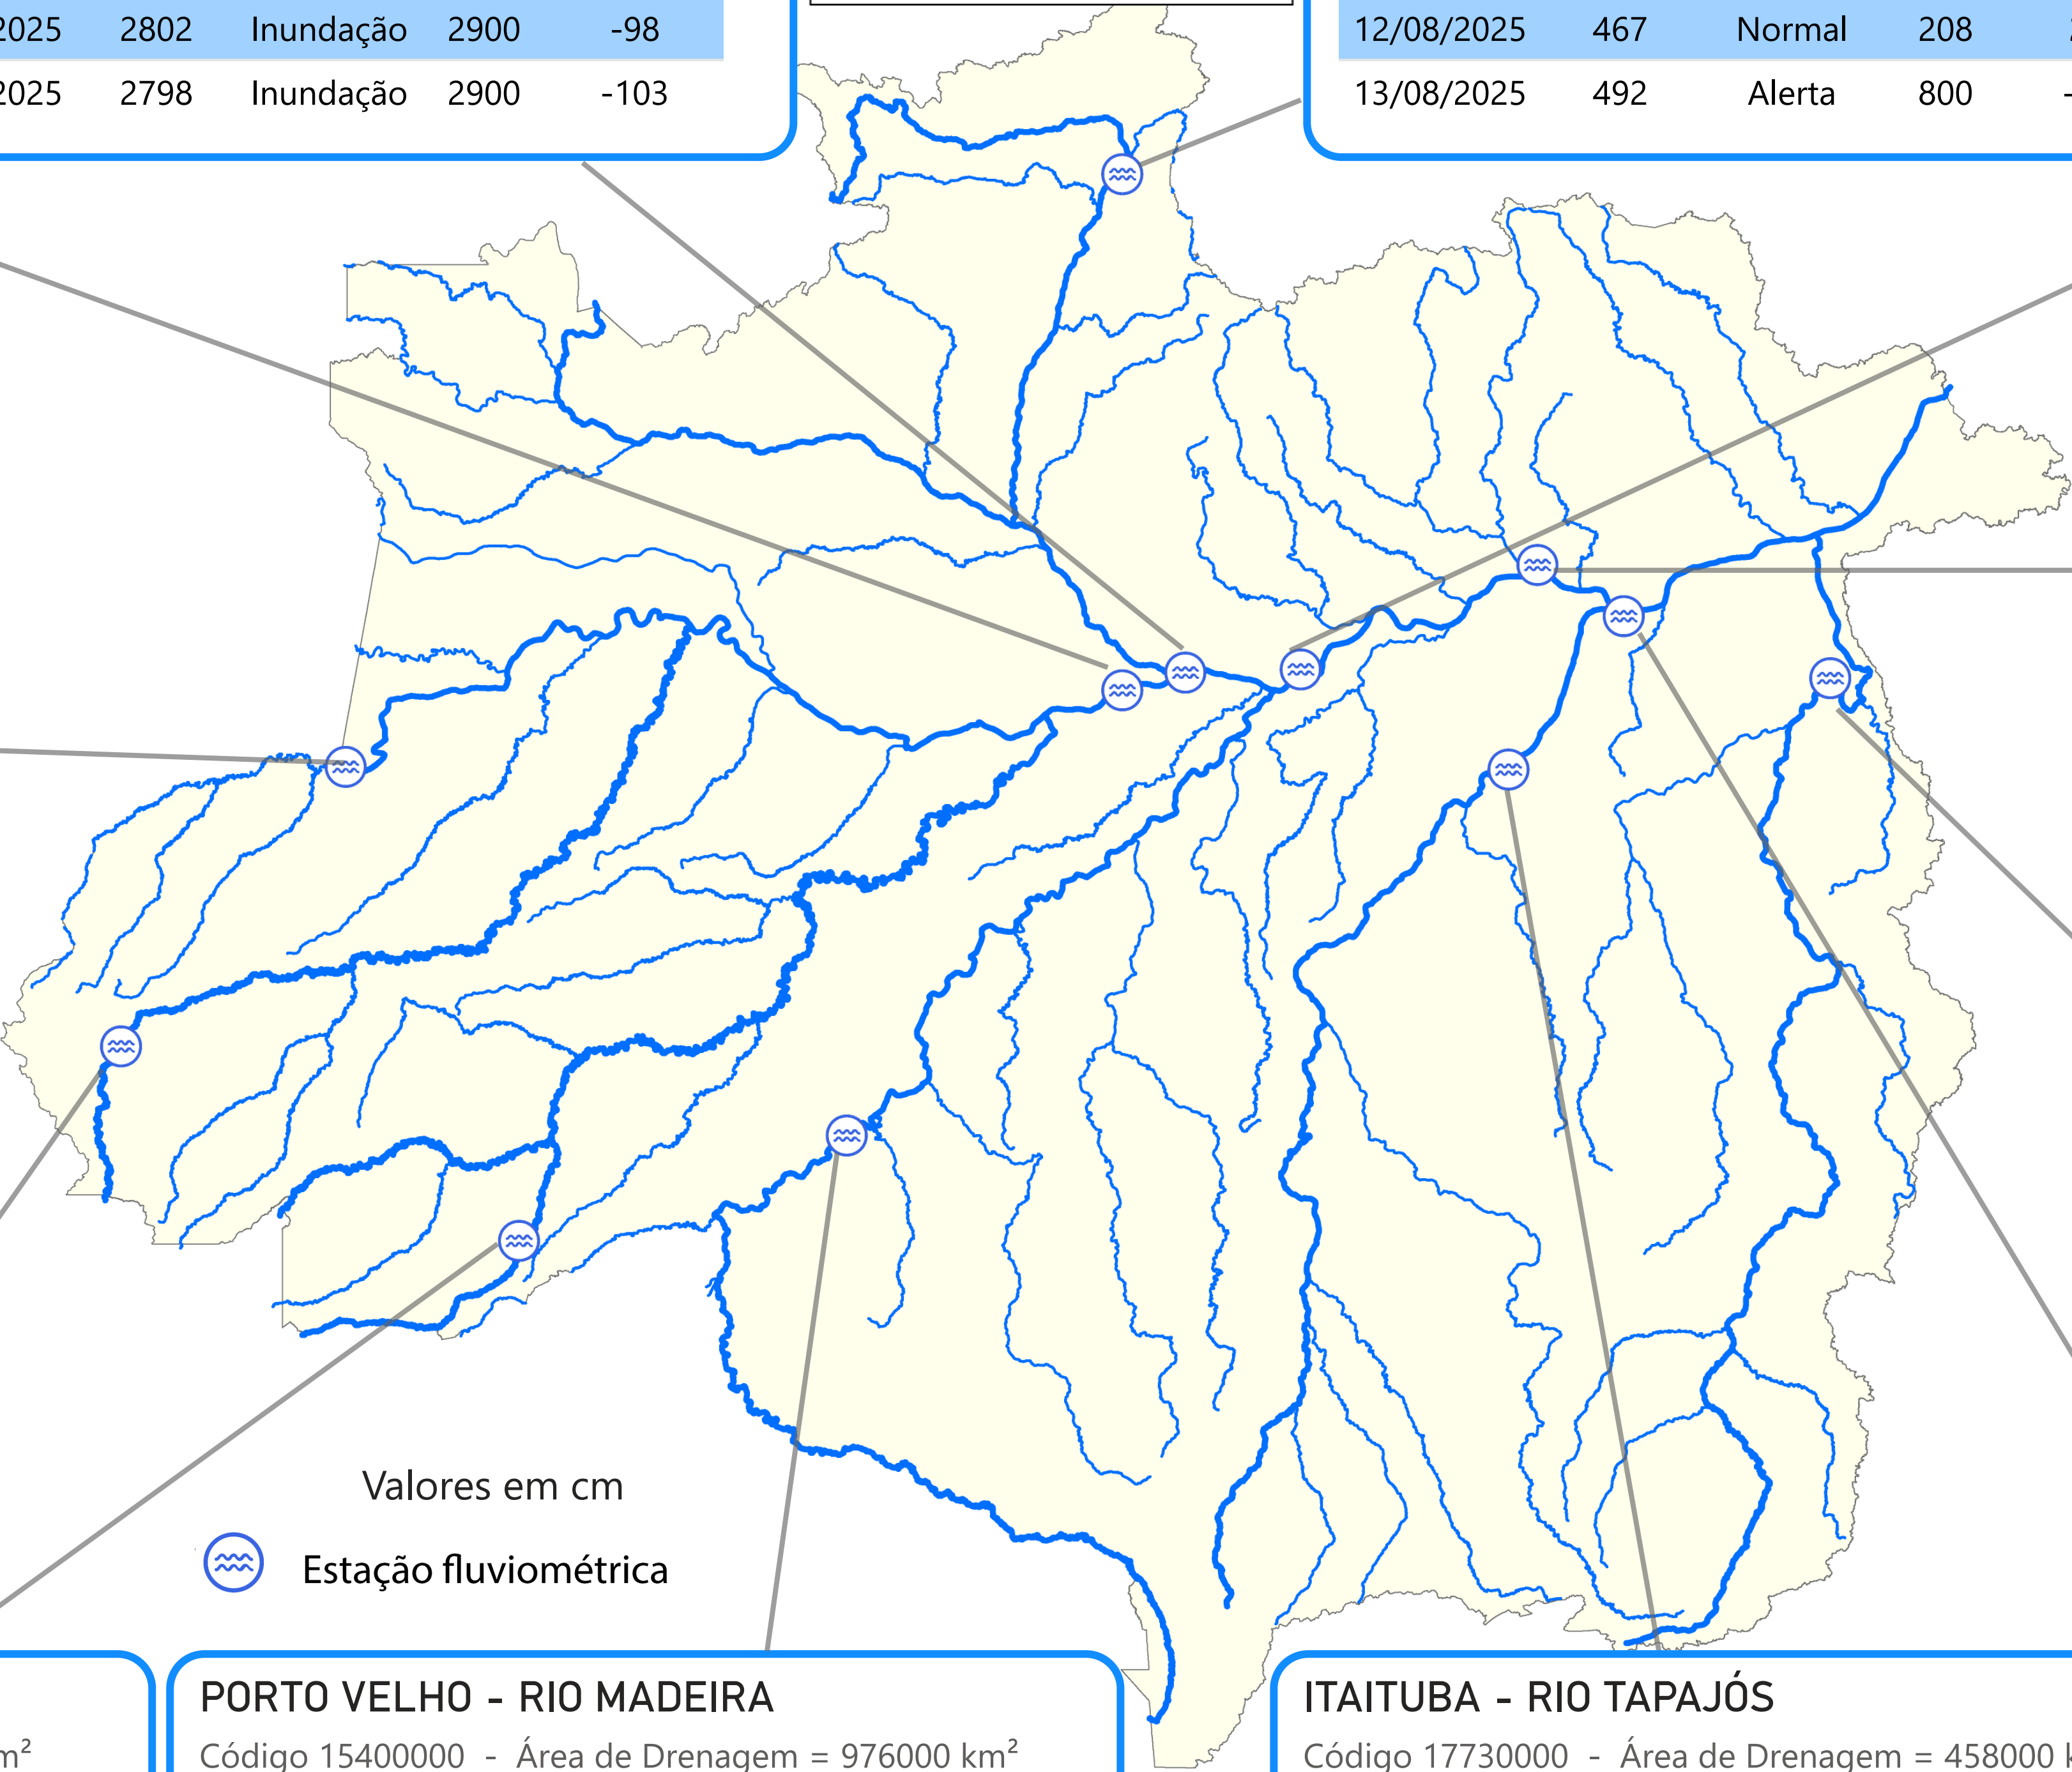 2025 2802 Inundação 2900 -98
2025 2798 Inundação 2900 -103
12/08/2025 467 Normal 208
13/08/2025 492 Alerta 800 -
Valores em cm
Estação fluviométrica
m²
PORTO VELHO - RIO MADEIRA
Código 15400000 - Área de Drenagem = 976000 km²
ITAITUBA - RIO TAPAJÓS
Código 17730000 - Área de Drenagem = 458000 k